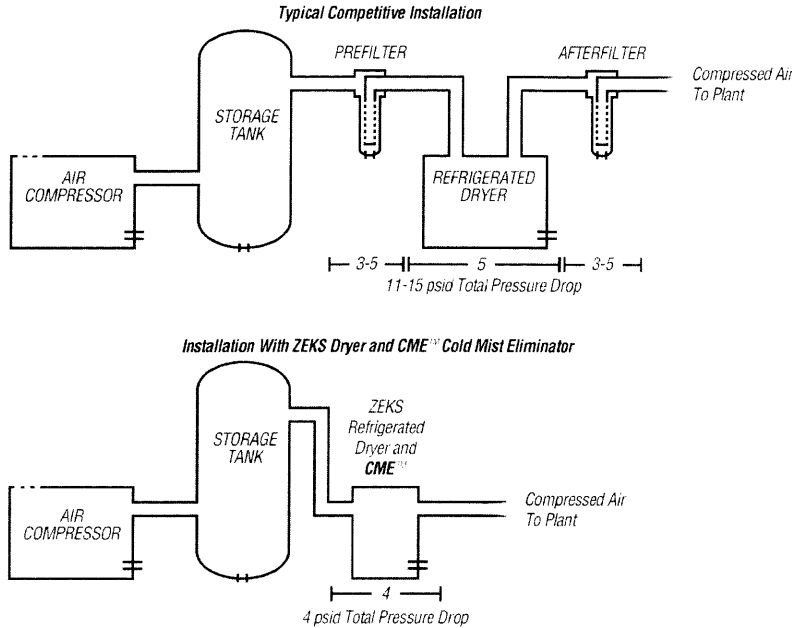 Typical Competitive Installation
PREFILTER
AFTERFILTER
Compressed Air
To Plant
STORAGE
TANK
AIR
COMPRESSOR
REFRIGERATED
DRYER
3-5
5
3-5
11-15 psid Total Pressure Drop
Installation With ZEKS Dryer and CME™ Cold Mist Eliminator
ZEKS
Refrigerated
Dryer and
CME™
STORAGE
TANK
AIR
COMPRESSOR
Compressed Air
To Plant
4
4 psid Total Pressure Drop